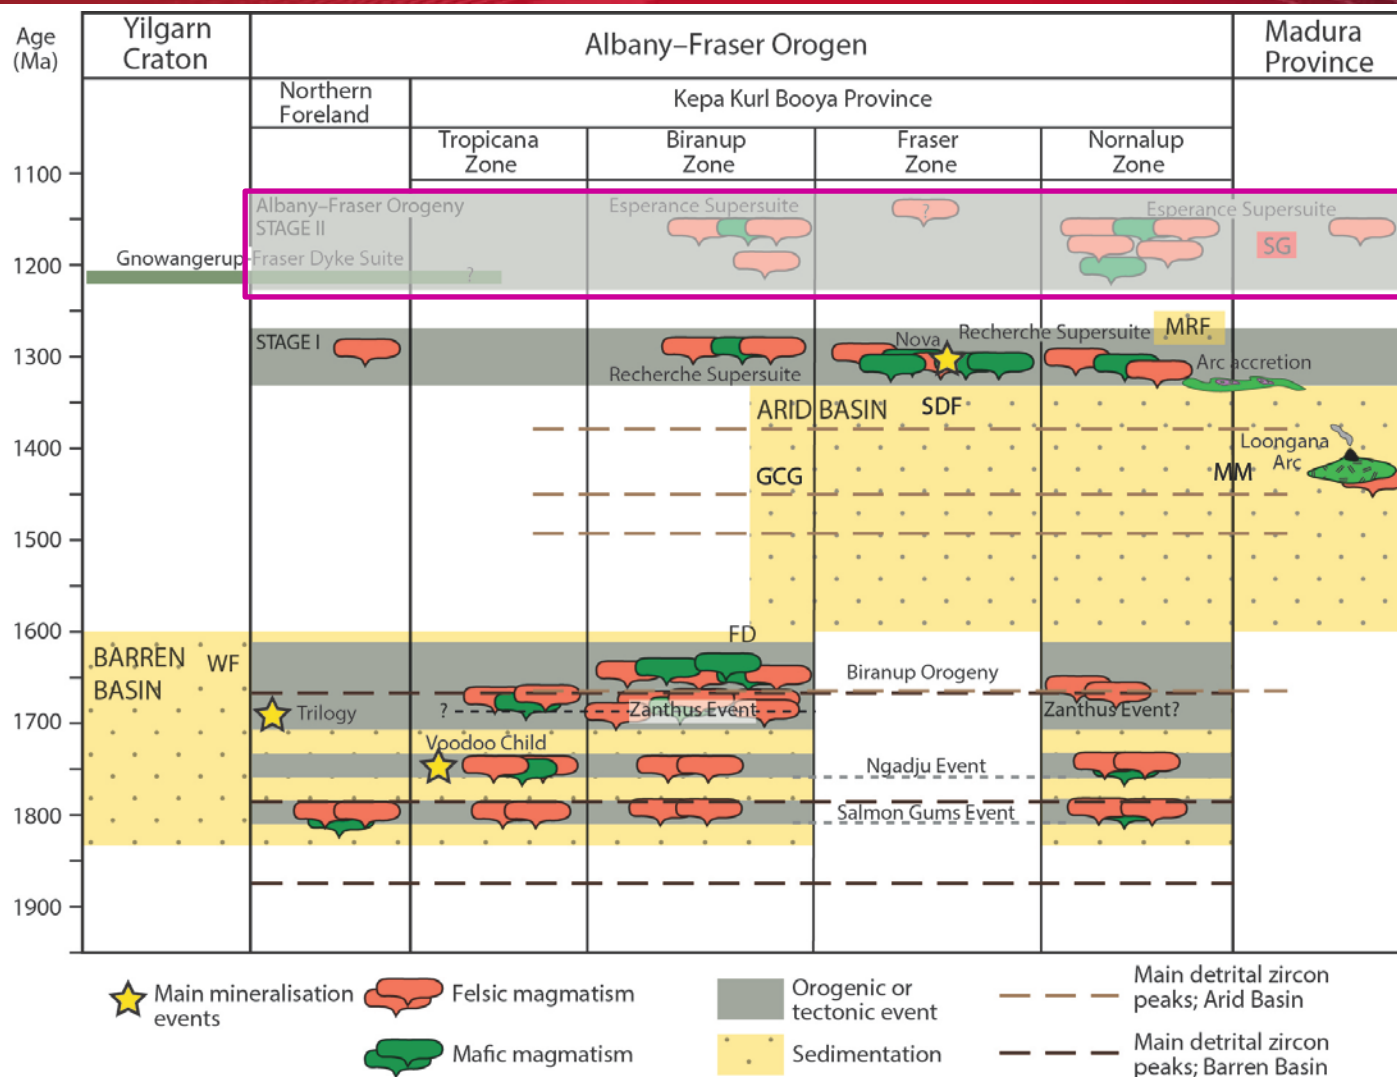 Age
(Ma)
Yilgarn
Craton
Albany–Fraser Orogen
Madura
Province
Northern
Foreland
Kepa Kurl Booya Province
Tropicana
Zone
Biranup
Zone
Fraser
Zone
Nornalup
Zone
1100
Albany–Fraser Orogeny
STAGE II
Esperance Supersuite
?
Esperance Supersuite
SG
Gnowangerup-Fraser Dyke Suite
?
1200
STAGE I
Nova
Recherche Supersuite
MRF
1300
Recherche Supersuite
Arc accretion
ARID BASIN
SDF
1400
Loongana
Arc
GCG
MM
1500
1600
FD
BARREN
BASIN
WF
Biranup Orogeny
Trilogy
?
Zanthus Event
Zanthus Event?
1700
Voodoo Child
Ngadju Event
1800
Salmon Gums Event
1900
Main mineralisation
events
Felsic magmatism
Mafic magmatism
Orogenic or
tectonic event
Sedimentation
Main detrital zircon
peaks; Arid Basin
Main detrital zircon
peaks; Barren Basin